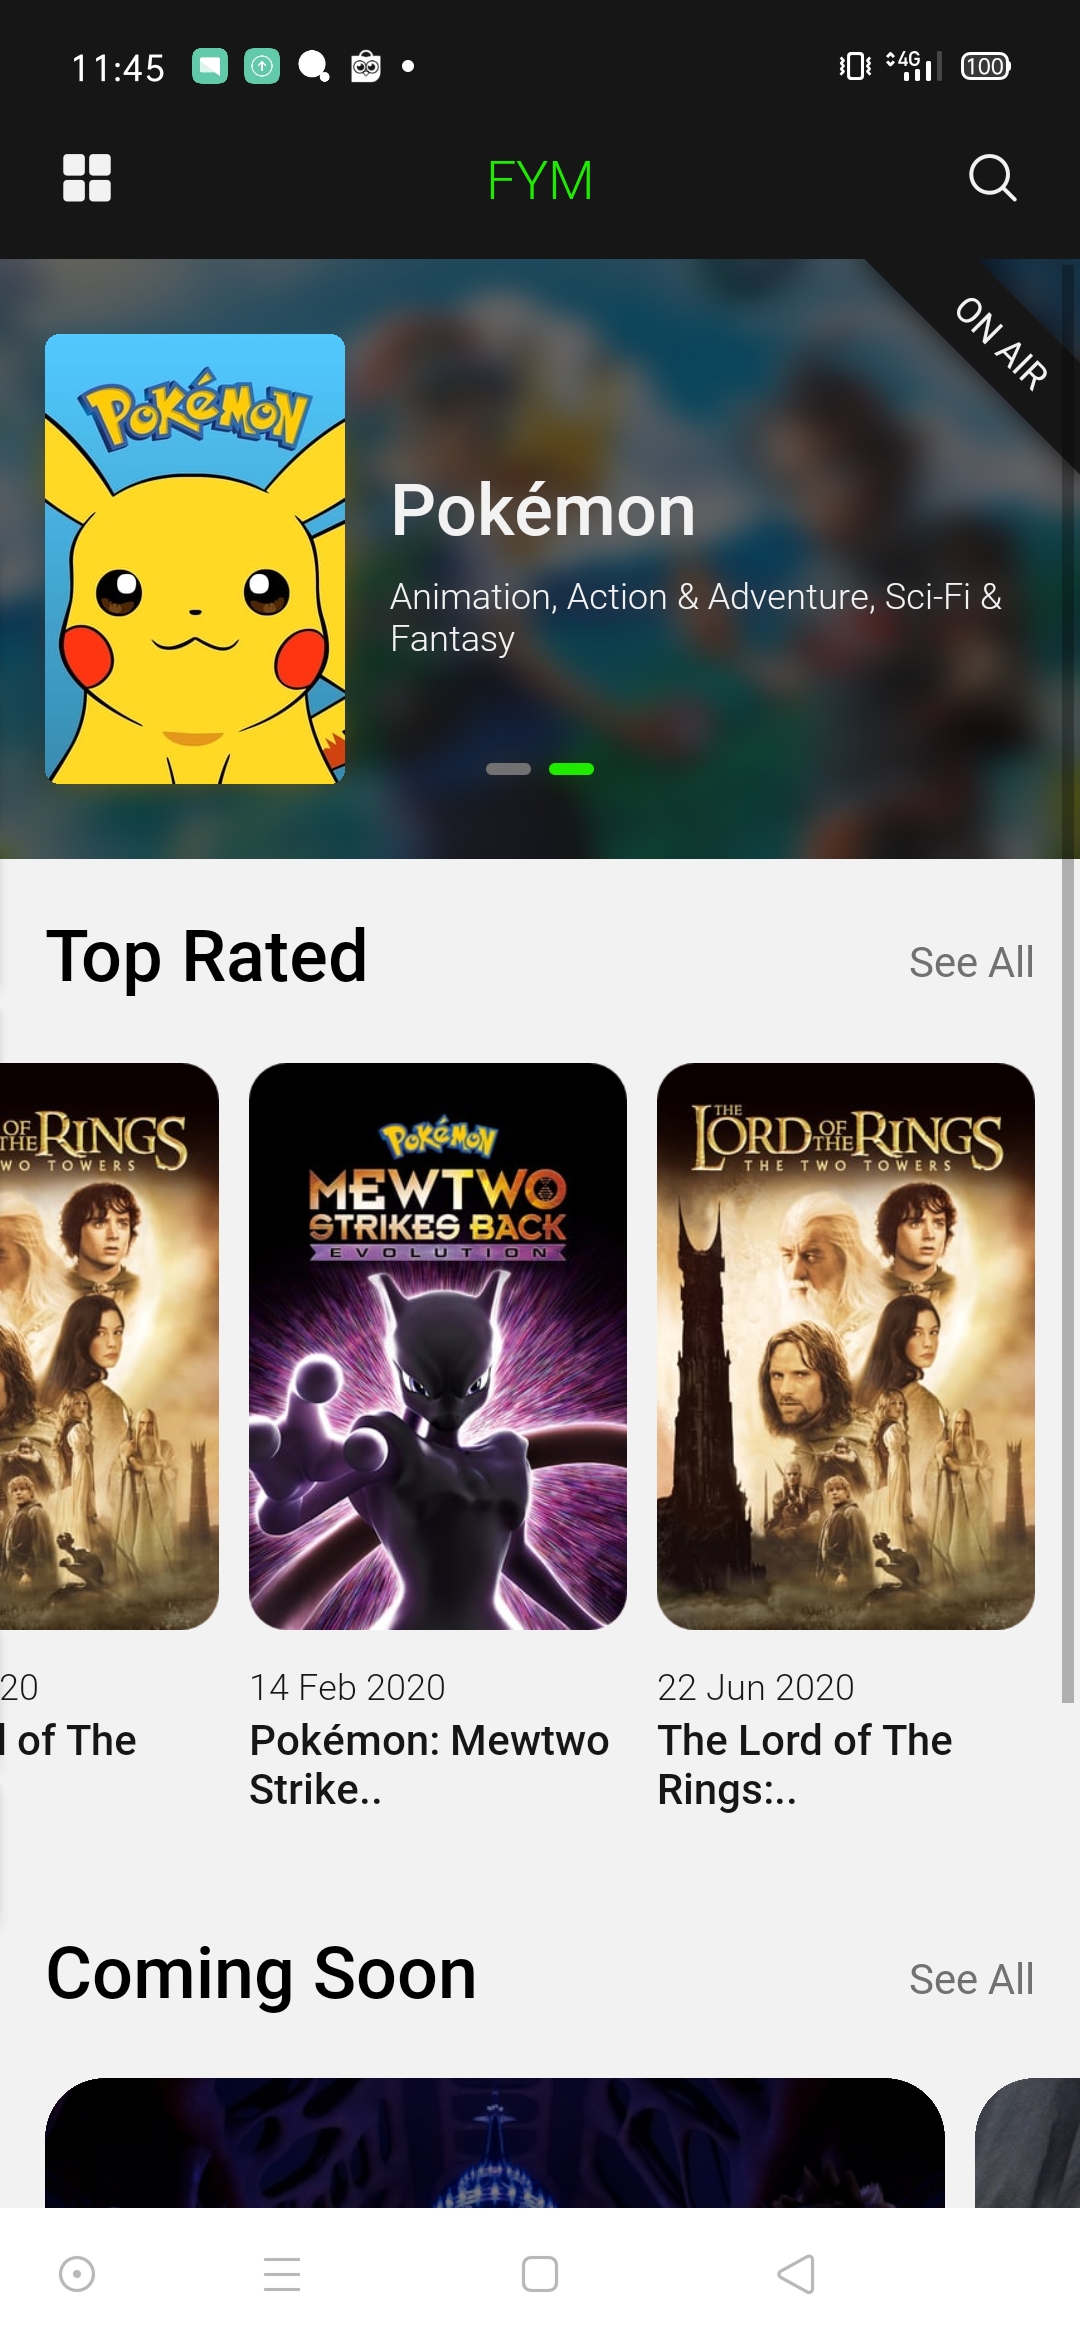 11:45
4G
100
FYM
ON AIR
POKéMON
Pokémon
Animation, Action & Adventure, Sci-Fi &
Fantasy
Top Rated
See All
OF THE RINGS
WO TOWERS
20
l of The
POKéMON
MEWTWO
STRIKES BACK
EVOLUTION
14 Feb 2020
Pokémon: Mewtwo
Strike..
THE LORD OF THE RINGS
THE TWO TOWERS
22 Jun 2020
The Lord of The
Rings:..
Coming Soon
See All